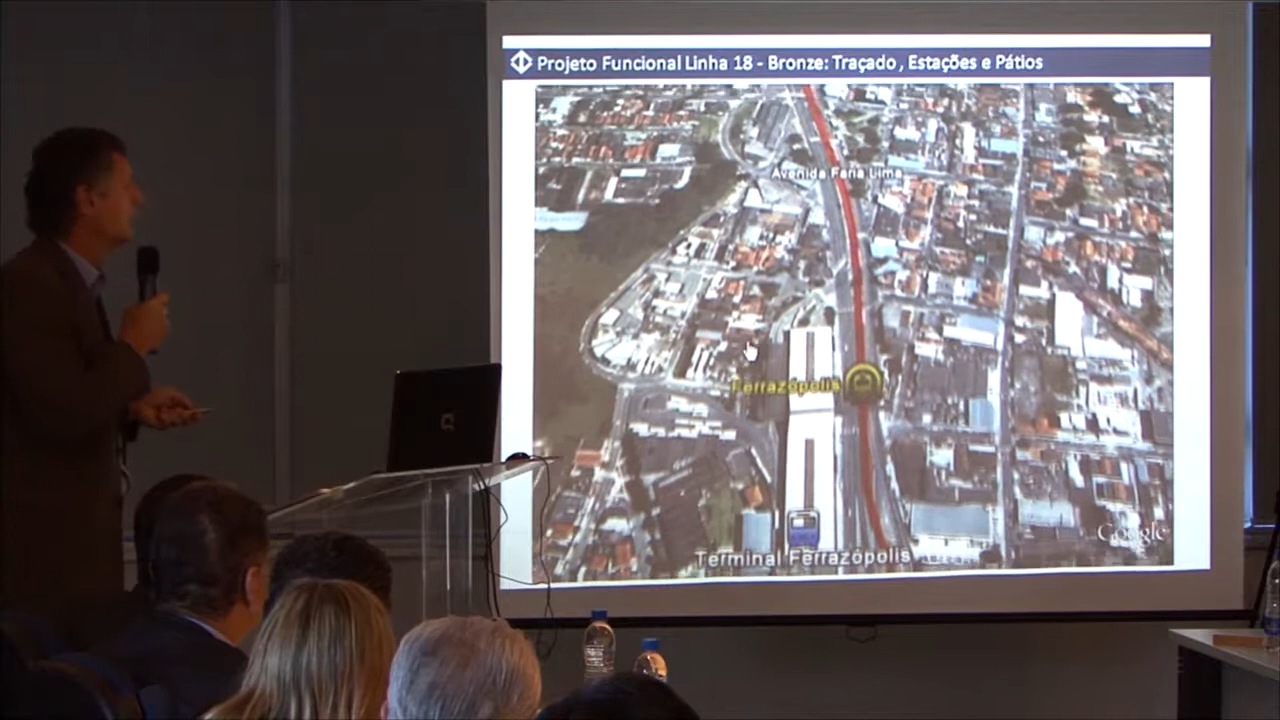 Projeto Funcional Linha 18 - Bronze: Traçado, Estações e Pátios
Avenida Faria Lima
Ferrazópolis
Terminal Ferrazópolis
Google